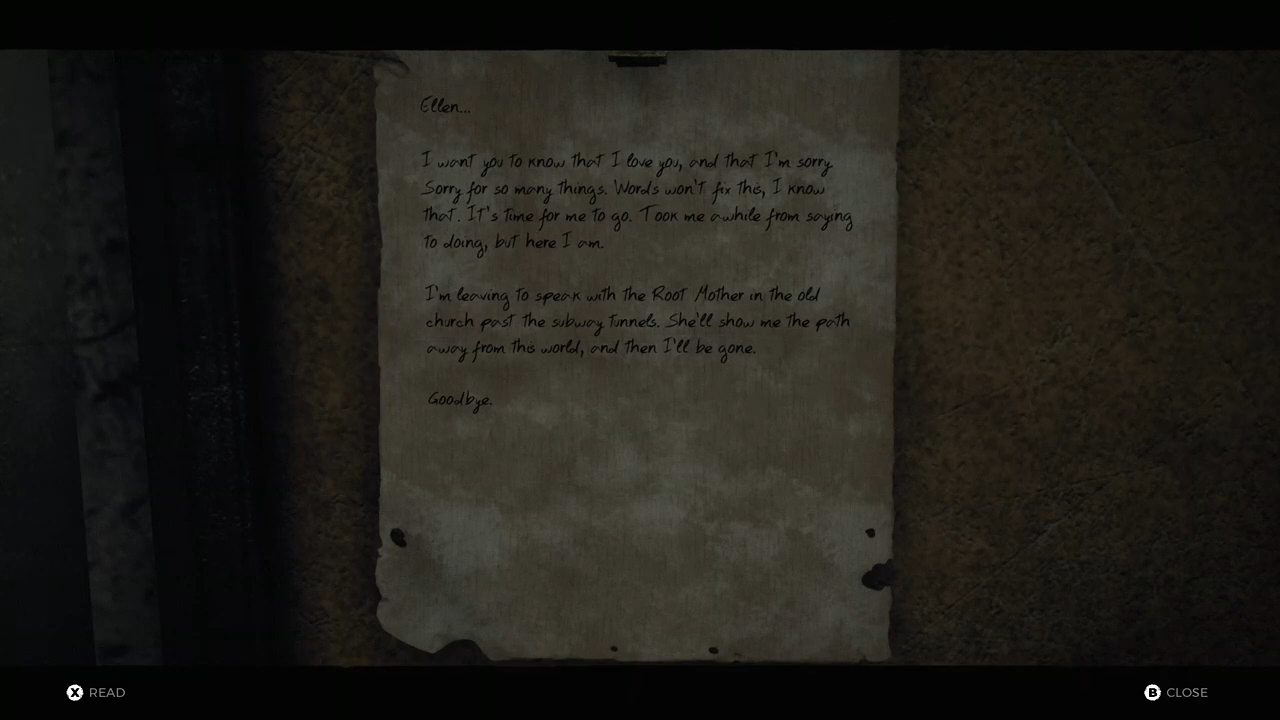 Ellen...
I want you to know that I love you, and that I'm sorry.
Sorry for so many things. Words won't fix this, I know
that. It's time for me to go. Took me awhile from saying
to doing, but here I am.
I'm leaving to speak with the Root Mother in the old
church past the subway tunnels. She'll show me the path
away from this world, and then I'll be gone.
Goodbye.
X READ
B CLOSE